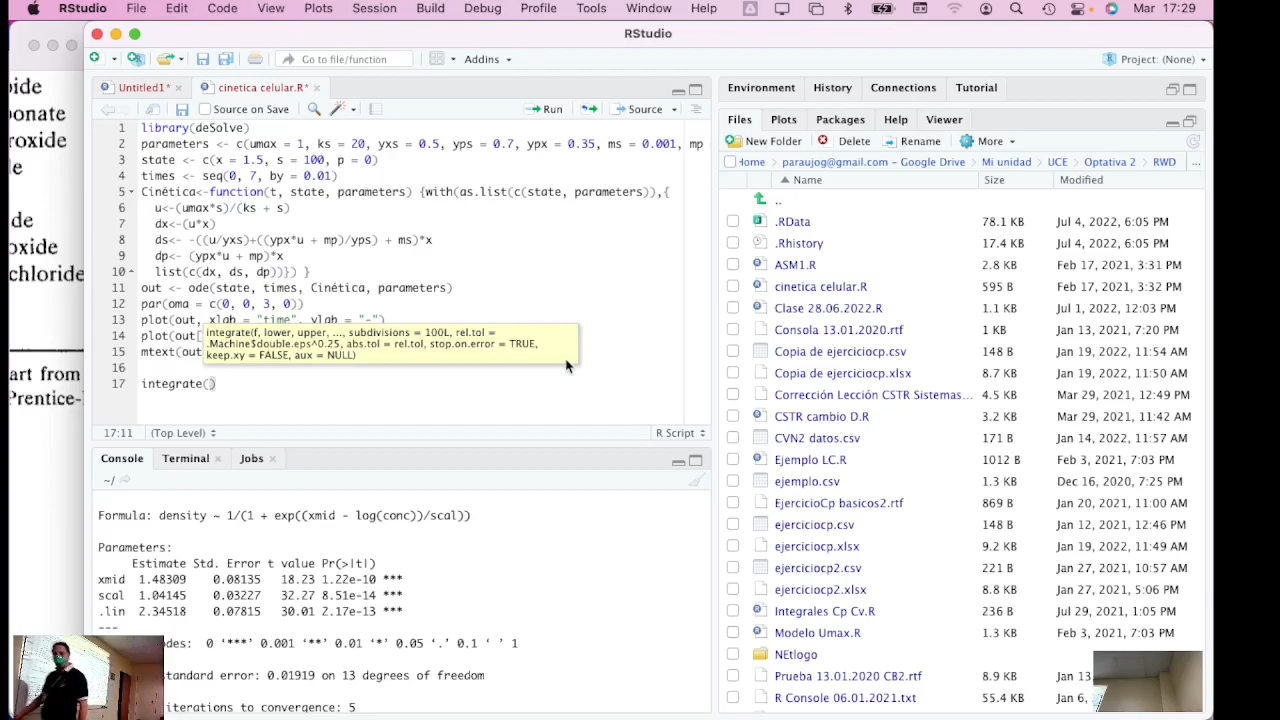 RStudio File Edit Code View Plots Session Build Debug Profile Tools Window Help Mar 17:29
RStudio
Go to file/function Addins Project: (None)
Untitled1* cinetica celular.R*
Source on Save Run Source
1 library(deSolve)
2 parameters <- c(umax = 1, ks = 20, yxs = 0.5, yps = 0.7, ypx = 0.35, ms = 0.001, mp
3 state <- c(x = 1.5, s = 100, p = 0)
4 times <- seq(0, 7, by = 0.01)
5 Cinética<-function(t, state, parameters) {with(as.list(c(state, parameters)),{
6 u<-(umax*s)/(ks + s)
7 dx<-(u*x)
8 ds<- -((u/yxs)+((ypx*u + mp)/yps) + ms)*x
9 dp<- (ypx*u + mp)*x
10 list(c(dx, ds, dp))}) }
11 out <- ode(state, times, Cinética, parameters)
12 par(oma = c(0, 0, 3, 0))
13 plot(out, xlab = "time", ylab = "-")
14 plot(out[
15 mtext(out
16
17 integrate()
integrate(f, lower, upper, ..., subdivisions = 100L, rel.tol =
.Machine$double.eps^0.25, abs.tol = rel.tol, stop.on.error = TRUE,
keep.xy = FALSE, aux = NULL)
17:11 (Top Level) R Script
Console Terminal Jobs
~/
Formula: density ~ 1/(1 + exp((xmid - log(conc))/scal))
Parameters:
Estimate Std. Error t value Pr(>|t|)
xmid 1.48309 0.08135 18.23 1.22e-10 ***
scal 1.04145 0.03227 32.27 8.51e-14 ***
.lin 2.34518 0.07815 30.01 2.17e-13 ***
---
odes: 0 ‘***’ 0.001 ‘**’ 0.01 ‘*’ 0.05 ‘.’ 0.1 ‘ ’ 1
standard error: 0.01919 on 13 degrees of freedom
iterations to convergence: 5
Environment History Connections Tutorial
Files Plots Packages Help Viewer
New Folder Delete Rename More
Home paraujog@gmail.com – Google Drive Mi unidad UCE Optativa 2 RWD ...
Name Size Modified
..
.RData 78.1 KB Jul 4, 2022, 6:05 PM
.Rhistory 17.4 KB Jul 4, 2022, 6:05 PM
ASM1.R 2.8 KB Feb 17, 2021, 3:31 PM
cinetica celular.R 595 B Feb 17, 2021, 3:32 PM
Clase 28.06.2022.R 1.1 KB Jul 4, 2022, 6:03 PM
Consola 13.01.2020.rtf 1 KB Jan 13, 2021, 7:02 PM
Copia de ejerciciocp.csv 148 B Jan 19, 2022, 11:54 AM
Copia de ejerciciocp.xlsx 8.7 KB Jan 19, 2022, 11:50 AM
Corrección Lección CSTR Sistemas... 4.5 KB Mar 29, 2021, 12:49 PM
CSTR cambio D.R 3.2 KB Mar 29, 2021, 11:42 AM
CVN2 datos.csv 171 B Jan 14, 2022, 11:57 AM
Ejemplo LC.R 1012 B Feb 3, 2021, 7:03 PM
ejemplo.csv 1.3 KB Dec 16, 2020, 7:25 PM
EjercicioCp basicos2.rtf 869 B Jan 20, 2021, 11:00 AM
ejerciciocp.csv 148 B Jan 12, 2022, 12:46 PM
ejerciciocp.xlsx 9.2 KB Jan 19, 2022, 11:49 AM
ejerciciocp2.csv 221 B Jan 21, 2022, 10:57 AM
ejerciciocp2.xlsx 8.8 KB Jan 21, 2022, 5:06 PM
Integrales Cp Cv.R 236 B Jul 29, 2021, 1:05 PM
Modelo Umax.R 1.3 KB Feb 3, 2021, 7:03 PM
NEtlogo
Prueba 13.01.2020 CB2.rtf 8.9 KB Jan 13
R Console 06.01.2021.txt 55.4 KB Jan 6,
ide
onate
roxide
de
de
oxide
chloride
art from
Prentice-